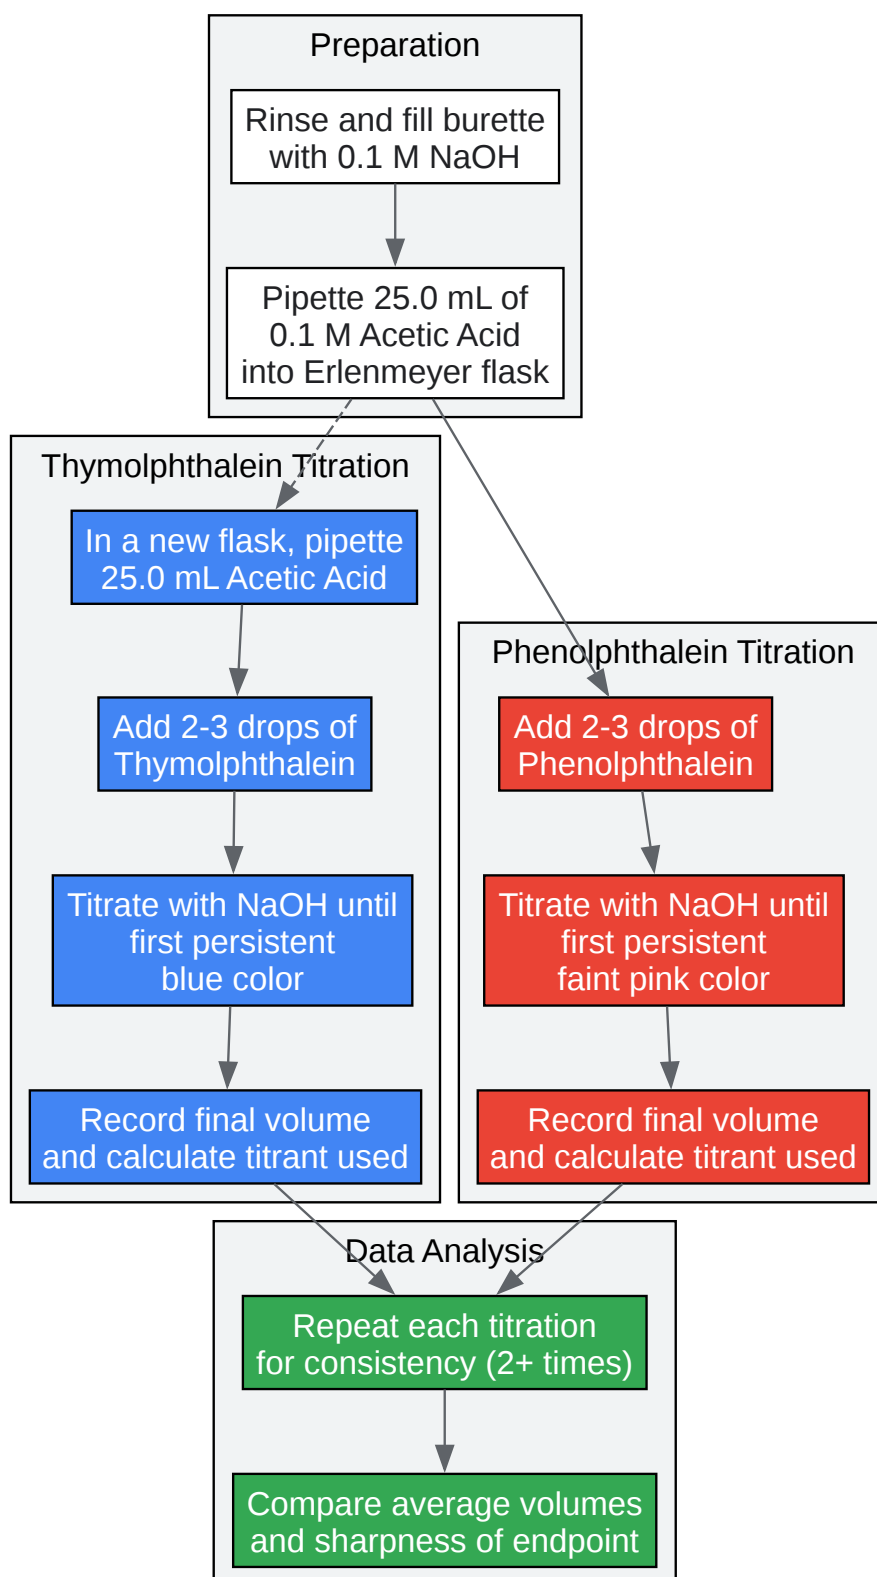 Preparation
Rinse and fill burette
with 0.1 M NaOH
Pipette 25.0 mL of
0.1 M Acetic Acid
into Erlenmeyer flask
Thymolphthalein Titration
In a new flask, pipette
25.0 mL Acetic Acid
Add 2-3 drops of
Thymolphthalein
Titrate with NaOH until
first persistent
blue color
Record final volume
and calculate titrant used
Phenolphthalein Titration
Add 2-3 drops of
Phenolphthalein
Titrate with NaOH until
first persistent
faint pink color
Record final volume
and calculate titrant used
Data Analysis
Repeat each titration
for consistency (2+ times)
Compare average volumes
and sharpness of endpoint